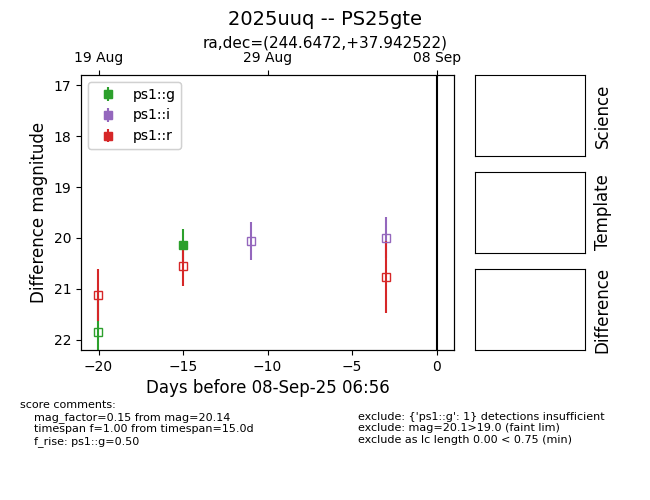 2025uuq -- PS25gte
ra,dec=(244.6472,+37.942522)
19 Aug
29 Aug
08 Sep
ps1::g
ps1::i
ps1::r
17
18
19
20
21
22
Difference magnitude
−20
−15
−10
−5
0
Days before 08-Sep-25 06:56
Science
Template
Difference
score comments:
mag_factor=0.15 from mag=20.14
timespan f=1.00 from timespan=15.0d
f_rise: ps1::g=0.50
exclude: {'ps1::g': 1} detections insufficient
exclude: mag=20.1>19.0 (faint lim)
exclude as lc length 0.00 < 0.75 (min)